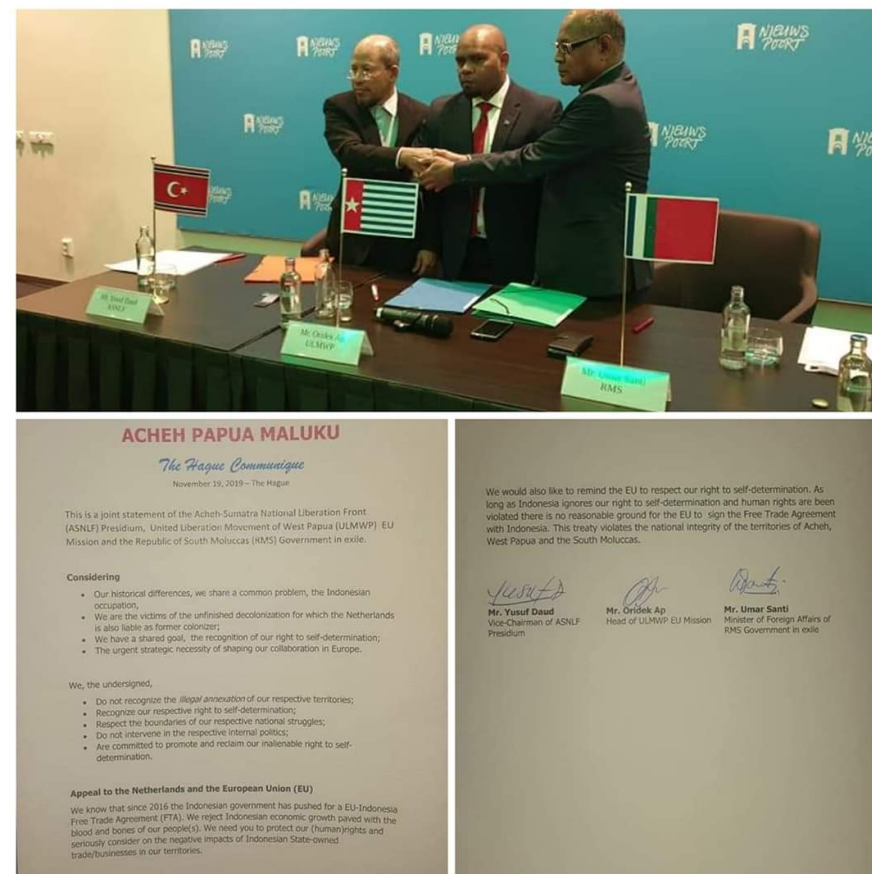 NIEUWS
POORT
NIEUWS
POORT
NIEUWS
POORT
NIEUWS
POORT
NIEUWS
POORT
NIEUWS
POORT
Mr. Yusuf Daud
ASNLF
Mr. Oridek Ap
ULMWP
Mr. Umar Santi
RMS
ACHEH PAPUA MALUKU
The Hague Communique
November 19, 2019 – The Hague
This is a joint statement of the Acheh-Sumatra National Liberation Front
(ASNLF) Presidium, United Liberation Movement of West Papua (ULMWP) EU
Mission and the Republic of South Moluccas (RMS) Government in exile.
Considering
• Our historical differences, we share a common problem, the Indonesian
occupation,
• We are the victims of the unfinished decolonization for which the Netherlands
is also liable as former colonizer;
• We have a shared goal, the recognition of our right to self-determination;
• The urgent strategic necessity of shaping our collaboration in Europe.
We, the undersigned,
• Do not recognize the illegal annexation of our respective territories;
• Recognize our respective right to self-determination;
• Respect the boundaries of our respective national struggles;
• Do not intervene in the respective internal politics;
• Are committed to promote and reclaim our inalienable right to self-
determination.
Appeal to the Netherlands and the European Union (EU)
We know that since 2016 the Indonesian government has pushed for a EU-Indonesia
Free Trade Agreement (FTA). We reject Indonesian economic growth paved with the
blood and bones of our people(s). We need you to protect our (human)rights and
seriously consider on the negative impacts of Indonesian State-owned
trade/businesses in our territories.
We would also like to remind the EU to respect our right to self-determination. As
long as Indonesia ignores our right to self-determination and human rights are been
violated there is no reasonable ground for the EU to sign the Free Trade Agreement
with Indonesia. This treaty violates the national integrity of the territories of Acheh,
West Papua and the South Moluccas.
Mr. Yusuf Daud
Vice-Chairman of ASNLF
Presidium
Mr. Oridek Ap
Head of ULMWP EU Mission
Mr. Umar Santi
Minister of Foreign Affairs of
RMS Government in exile